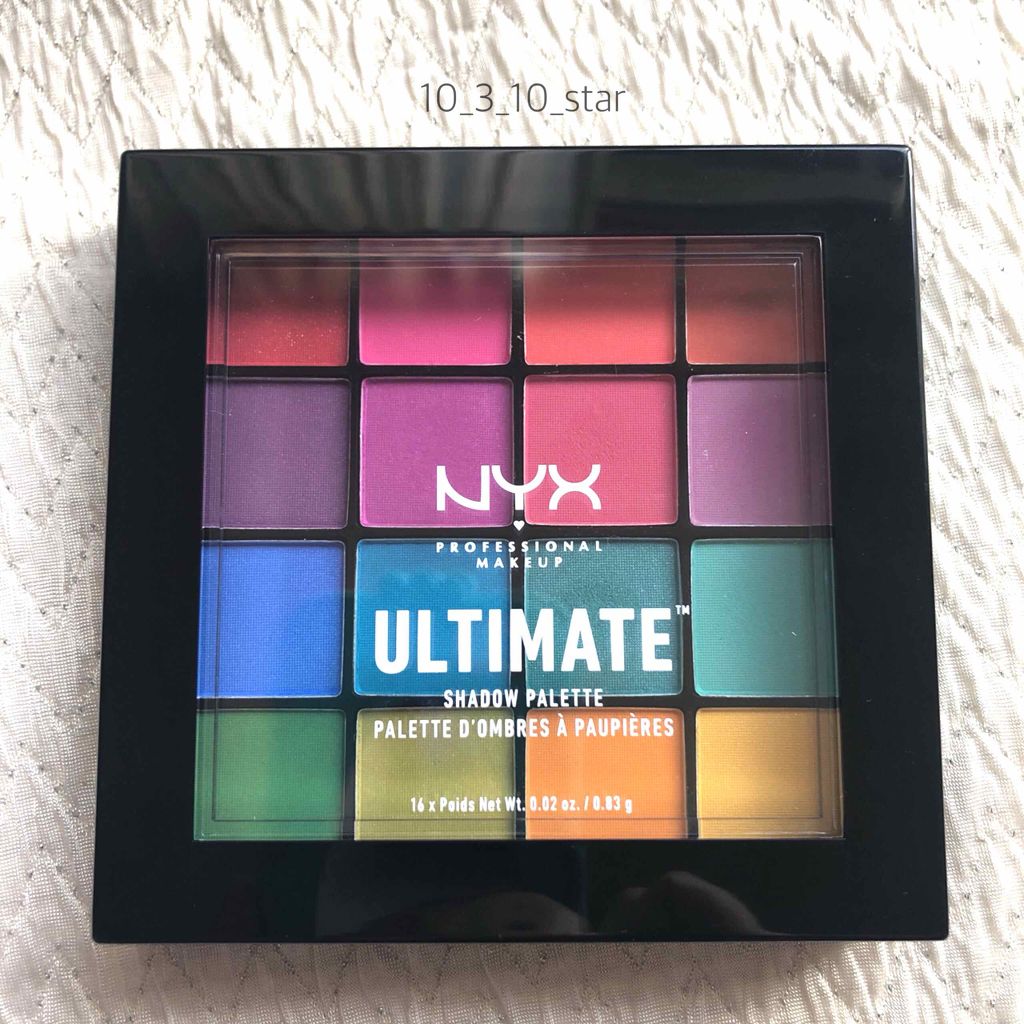 10_3_10_star
NYX
PROFESSIONAL
MAKEUP
ULTIMATE™
SHADOW PALETTE
PALETTE D'OMBRES À PAUPIÈRES
16 x Poids Net Wt. 0.02 oz. / 0.83 g